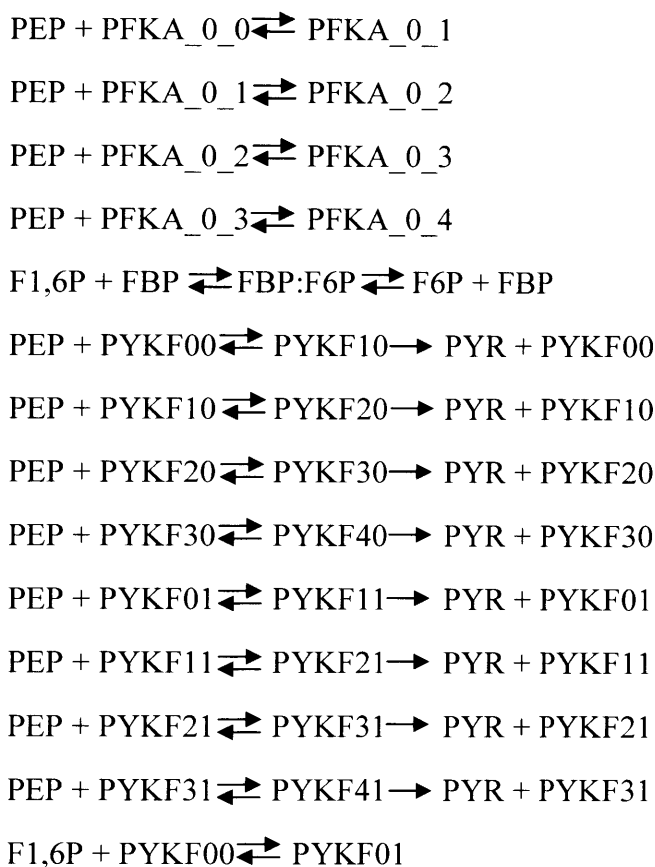 PEP + PFKA_0_0 ⇄ PFKA_0_1
PEP + PFKA_0_1 ⇄ PFKA_0_2
PEP + PFKA_0_2 ⇄ PFKA_0_3
PEP + PFKA_0_3 ⇄ PFKA_0_4
F1,6P + FBP ⇄ FBP:F6P ⇄ F6P + FBP
PEP + PYKF00 ⇄ PYKF10 → PYR + PYKF00
PEP + PYKF10 ⇄ PYKF20 → PYR + PYKF10
PEP + PYKF20 ⇄ PYKF30 → PYR + PYKF20
PEP + PYKF30 ⇄ PYKF40 → PYR + PYKF30
PEP + PYKF01 ⇄ PYKF11 → PYR + PYKF01
PEP + PYKF11 ⇄ PYKF21 → PYR + PYKF11
PEP + PYKF21 ⇄ PYKF31 → PYR + PYKF21
PEP + PYKF31 ⇄ PYKF41 → PYR + PYKF31
F1,6P + PYKF00 ⇄ PYKF01